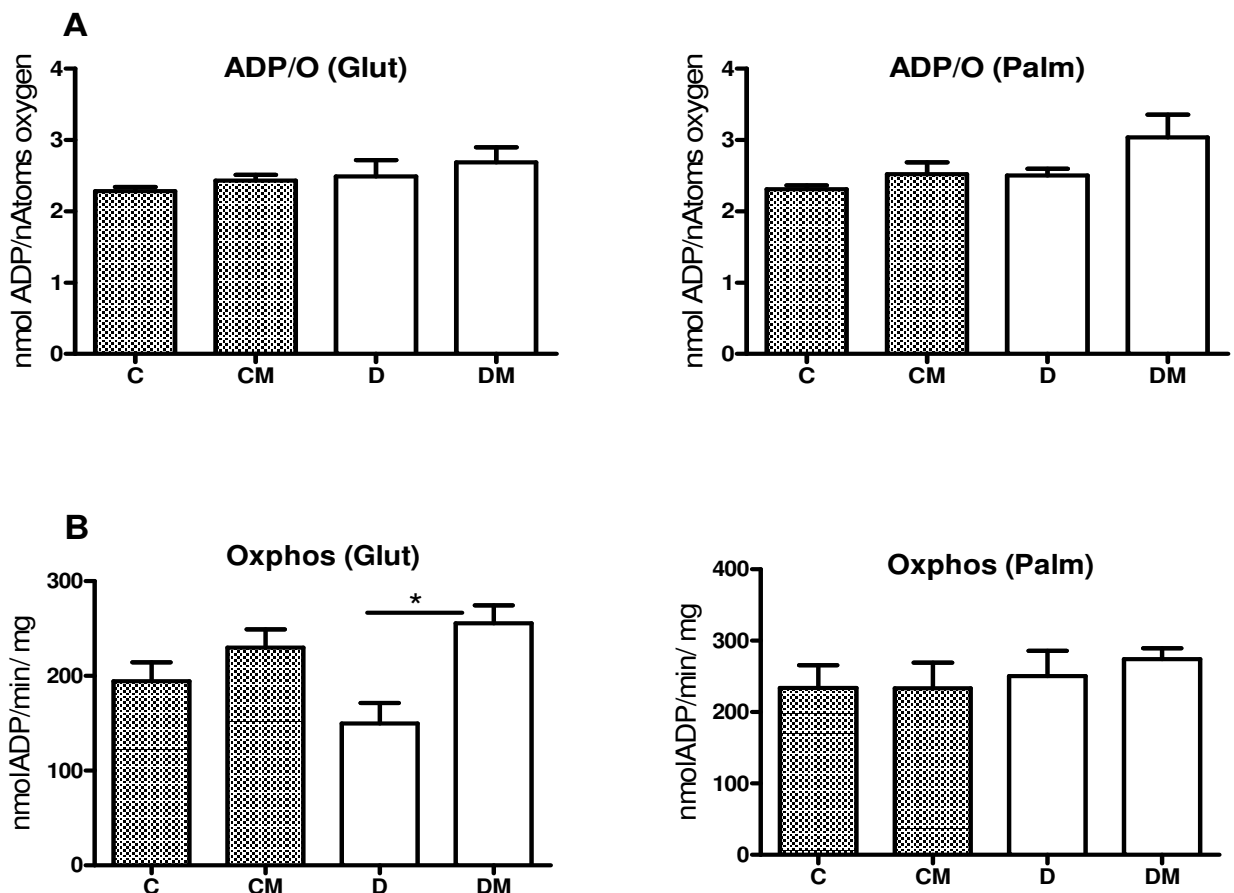 A
ADP/O (Glut)
nmol ADP/nAtoms oxygen
4
3
2
1
0
C CM D DM
ADP/O (Palm)
nmol ADP/nAtoms oxygen
4
3
2
1
0
C CM D DM
B
Oxphos (Glut)
nmolADP/min/ mg
300
200
100
0
*
C CM D DM
Oxphos (Palm)
nmolADP/min/ mg
400
300
200
100
0
C CM D DM